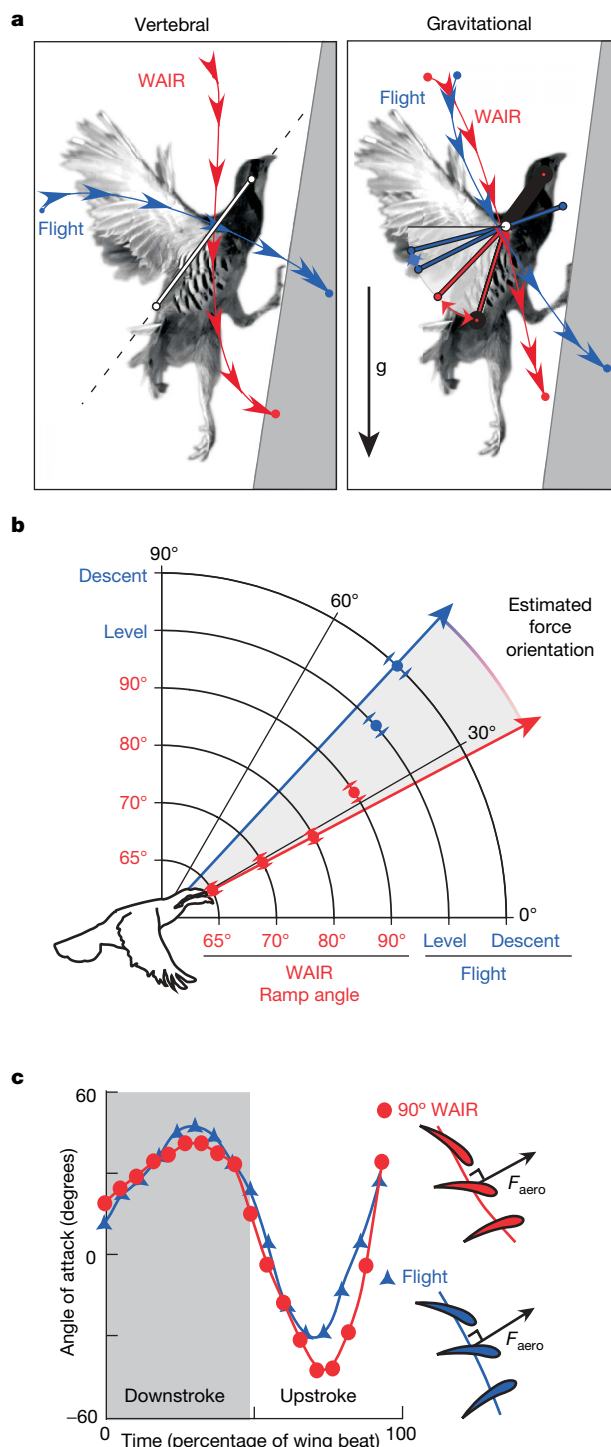 a
Vertebral
Gravitational
WAIR
Flight
Flight
WAIR
g
b
90°
Descent
60°
Level
Estimated
force
orientation
90°
30°
80°
70°
65°
0°
65° 70° 80° 90° Level Descent
WAIR
Flight
Ramp angle
c
60
90° WAIR
Faero
Angle of attack (degrees)
0
Flight
Faero
Downstroke
Upstroke
–60
0
100
Time (percentage of wing beat)